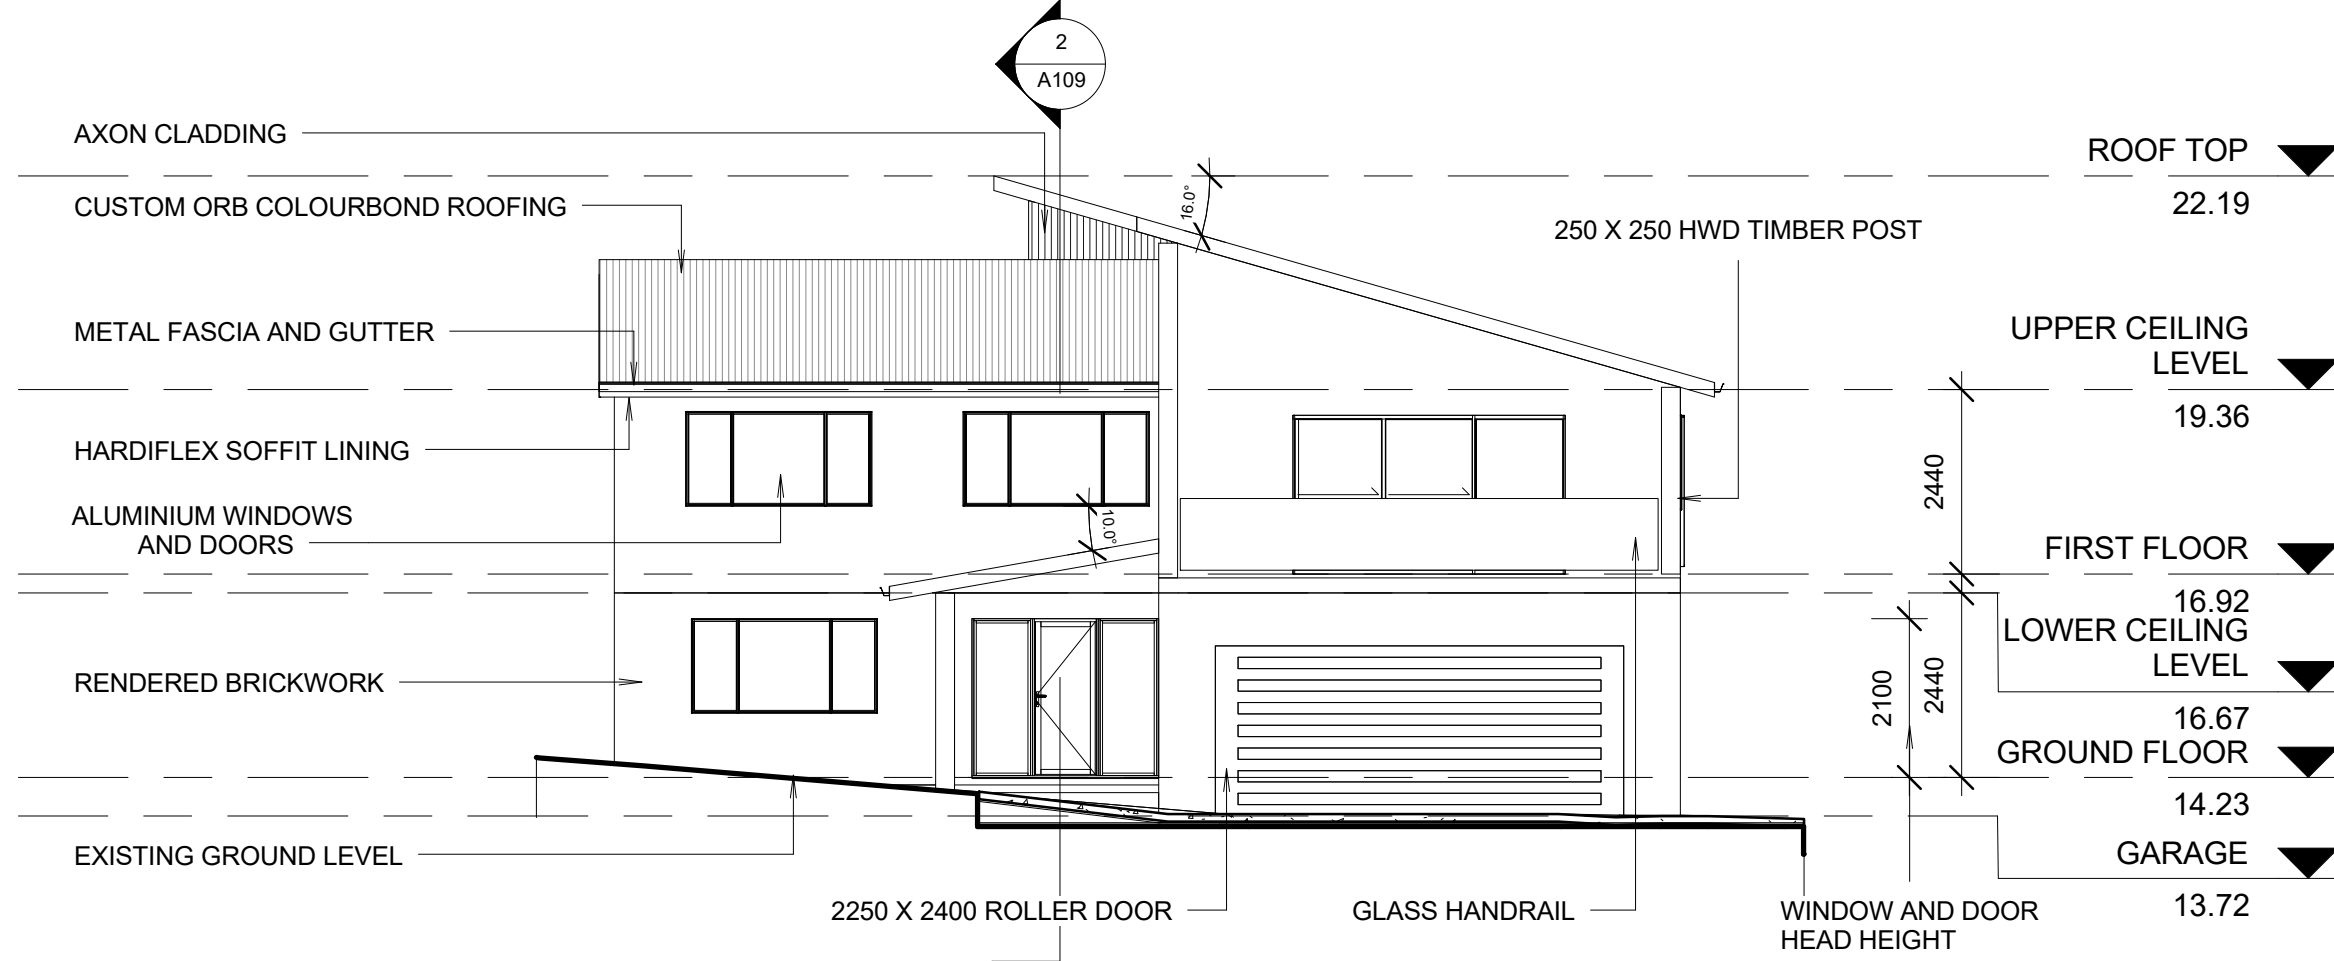 2
A109
AXON CLADDING
ROOF TOP
22.19
CUSTOM ORB COLOURBOND ROOFING
16.0°
250 X 250 HWD TIMBER POST
METAL FASCIA AND GUTTER
UPPER CEILING
LEVEL
19.36
HARDIFLEX SOFFIT LINING
2440
ALUMINIUM WINDOWS
AND DOORS
10.0°
FIRST FLOOR
16.92
LOWER CEILING
LEVEL
16.67
RENDERED BRICKWORK
2100
2440
GROUND FLOOR
14.23
EXISTING GROUND LEVEL
GARAGE
13.72
2250 X 2400 ROLLER DOOR
GLASS HANDRAIL
WINDOW AND DOOR
HEAD HEIGHT